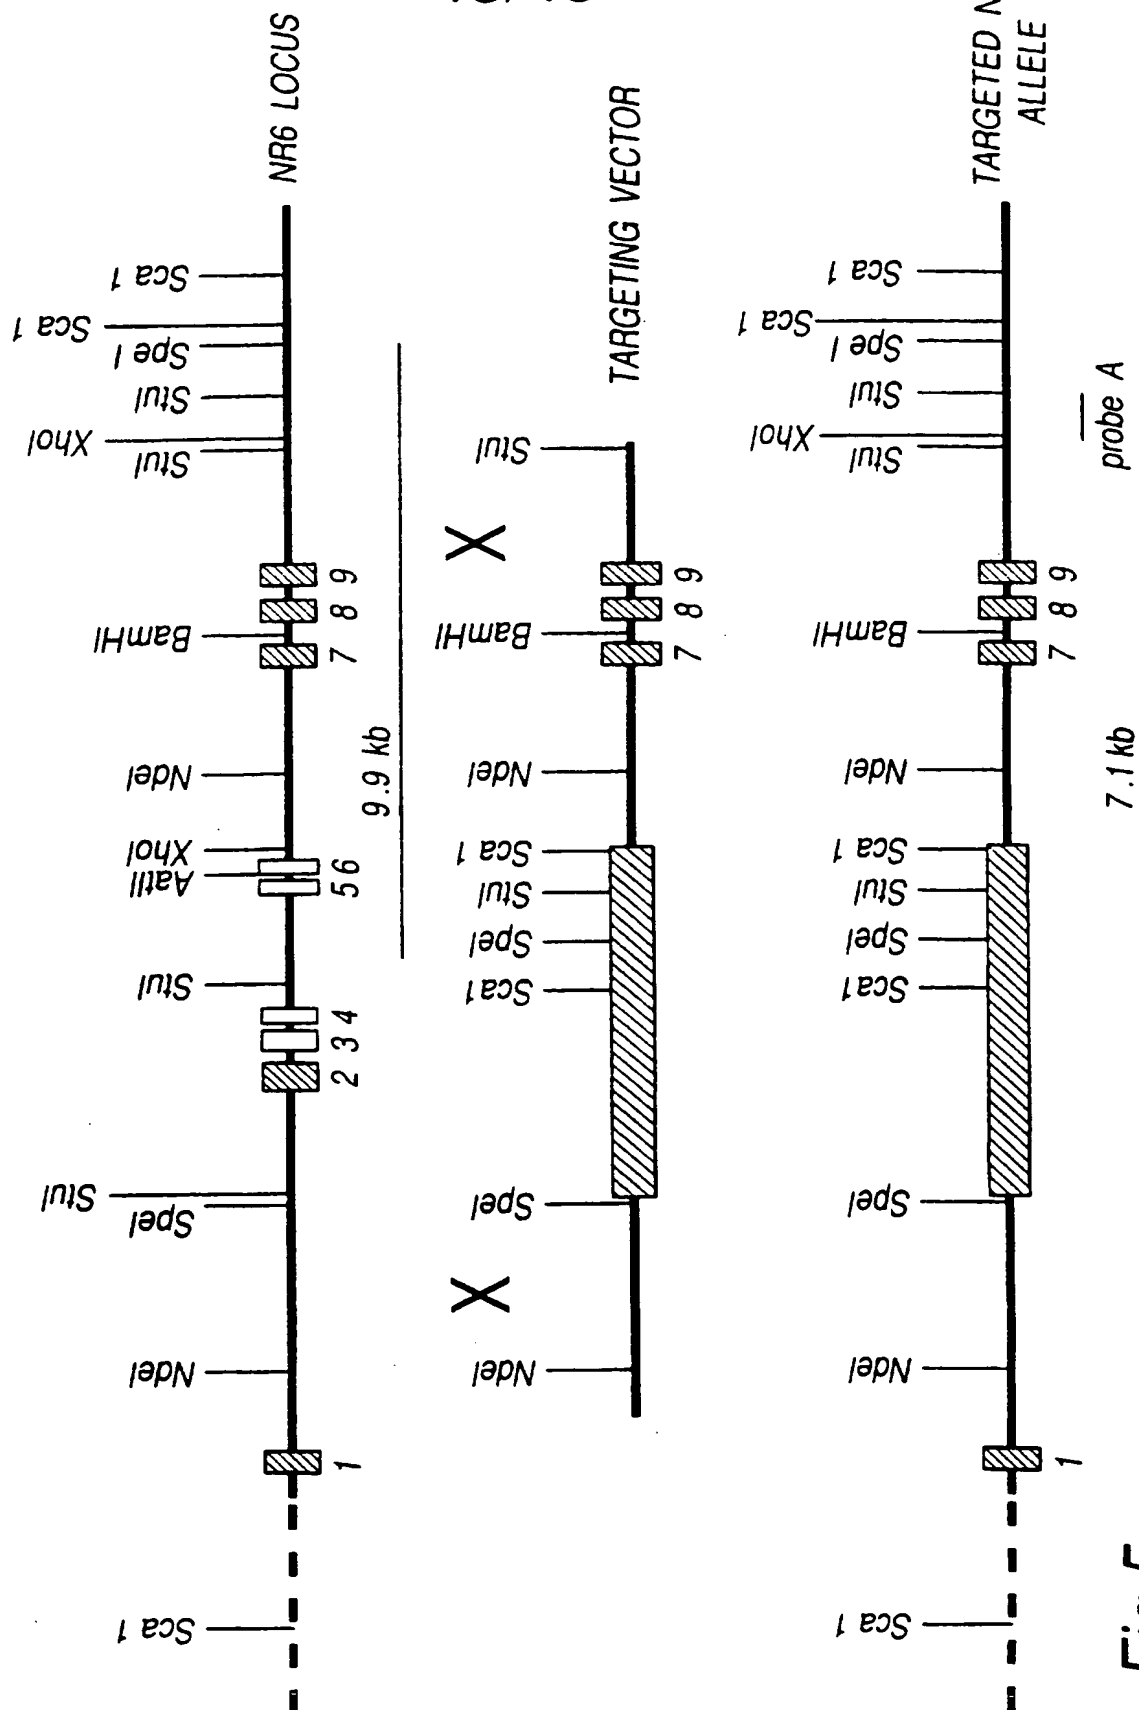 NR6 LOCUS
Sca 1
NdeI
SpeI
StuI
StuI
AatII
XhoI
NdeI
BamHI
StuI
XhoI
StuI
Spe I
Sca 1
Sca 1
1
2 3 4
5 6
7
8
9
9.9 kb
X
X
TARGETING VECTOR
NdeI
SpeI
Sca1
SpeI
StuI
Sca 1
NdeI
BamHI
StuI
7
8
9
TARGETED
ALLELE
Sca 1
NdeI
SpeI
Sca1
SpeI
StuI
Sca 1
NdeI
BamHI
StuI
XhoI
StuI
Spe I
Sca 1
Sca 1
1
7
8
9
7.1 kb
probe A